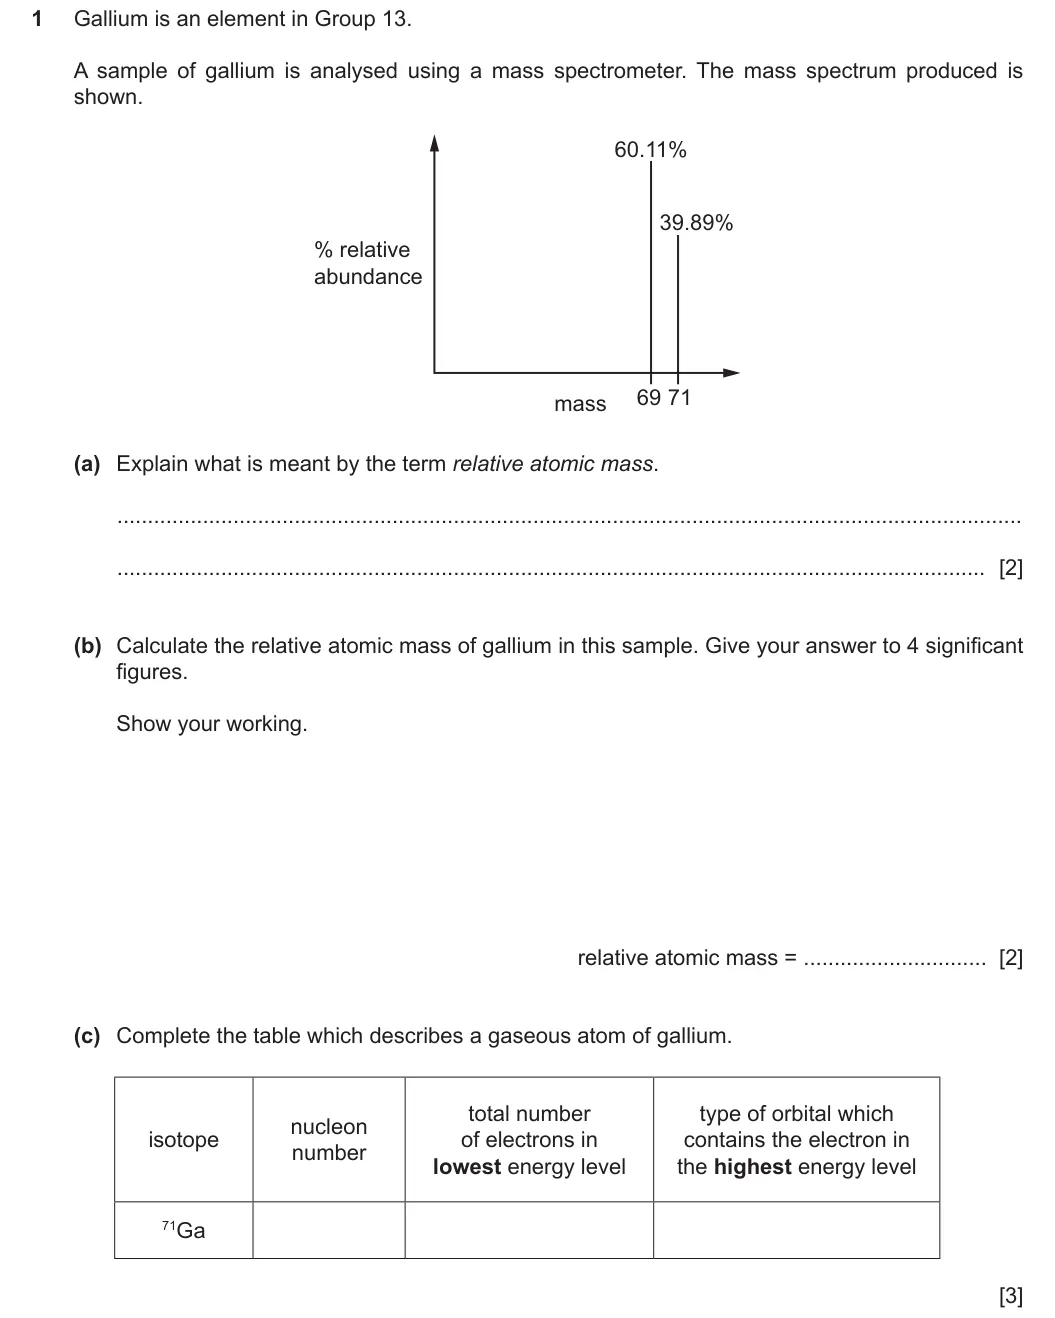 1 Gallium is an element in Group 13.
A sample of gallium is analysed using a mass spectrometer. The mass spectrum produced is
shown.
60.11%
39.89%
% relative
abundance
69 71
mass
(a) Explain what is meant by the term relative atomic mass.
....................................................................................................................................................
.............................................................................................................................................. [2]
(b) Calculate the relative atomic mass of gallium in this sample. Give your answer to 4 significant
figures.
Show your working.
relative atomic mass = .............................. [2]
(c) Complete the table which describes a gaseous atom of gallium.
isotope
nucleon
number
total number
of electrons in
lowest energy level
type of orbital which
contains the electron in
the highest energy level
⁷¹Ga
[3]